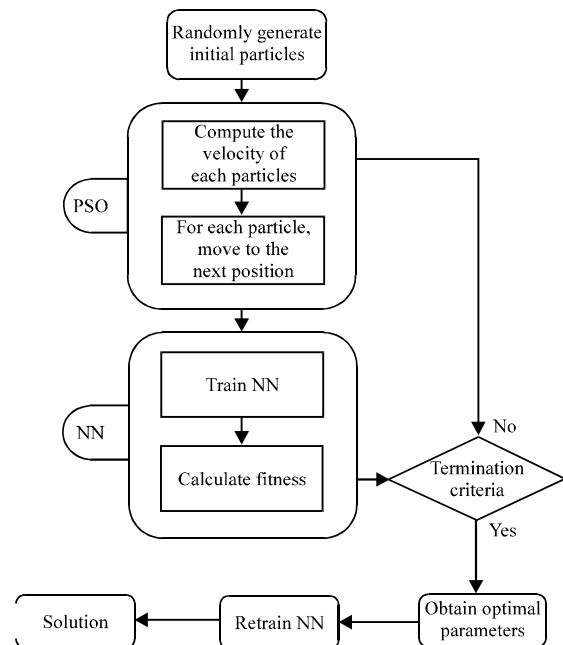 Randomly generate
initial particles
Compute the
velocity of
each particles
PSO
For each particle,
move to the
next position
Train NN
NN
Calculate fitness
No
Termination
criteria
Yes
Obtain optimal
parameters
Retrain NN
Solution